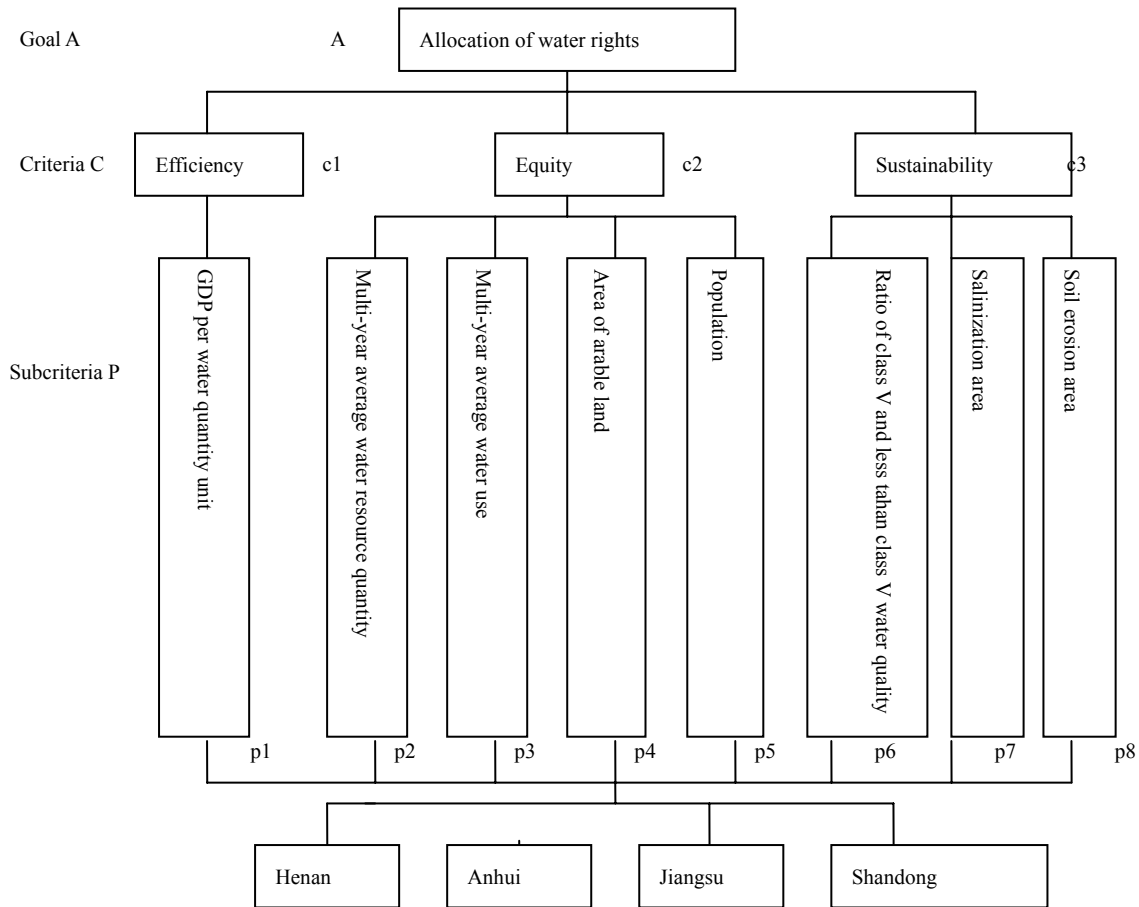 Goal A
A
Allocation of water rights
Criteria C
Efficiency
c1
Equity
c2
Sustainability
c3
Subcriteria P
GDP per water quantity unit
Multi-year average water resource quantity
Multi-year average water use
Area of arable land
Population
Ratio of class V and less tahan class V water quality
Salinization area
Soil erosion area
p1
p2
p3
p4
p5
p6
p7
p8
Henan
Anhui
Jiangsu
Shandong